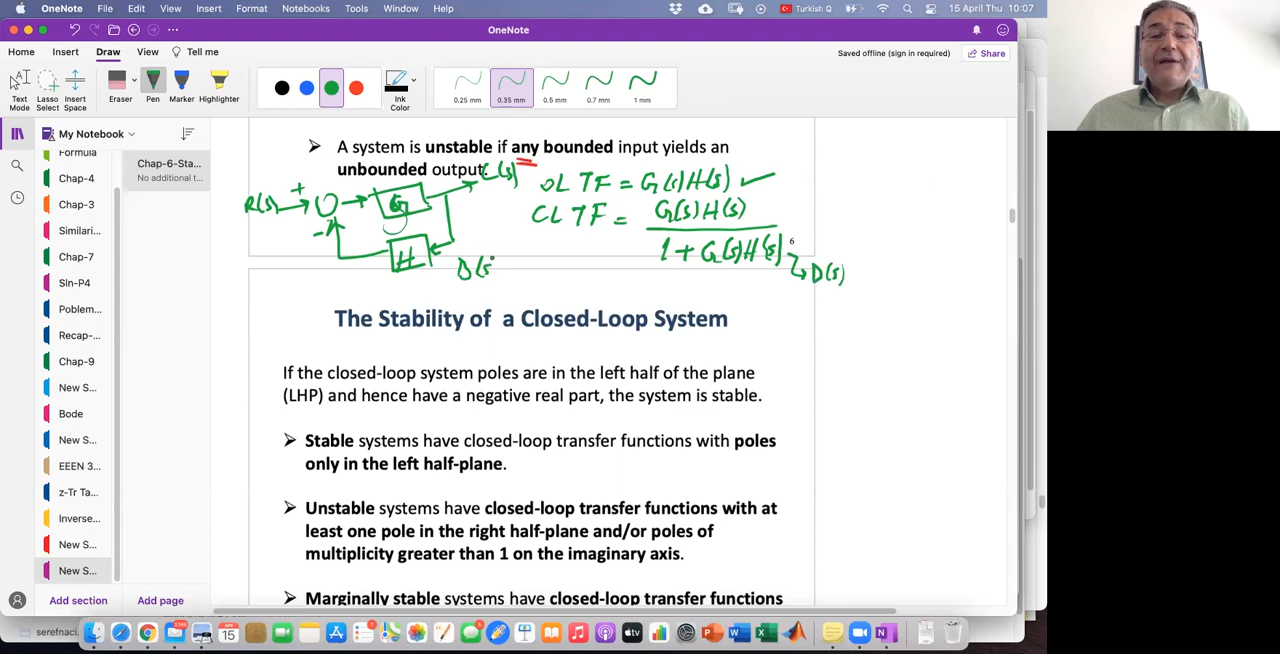 OneNote File Edit View Insert Format Notebooks Tools Window Help Turkish Q 15 April Thu 10:07
OneNote
Home Insert Draw View Tell me Saved offline (sign in required) Share
Text Mode
Lasso Select
Insert Space
Eraser
Pen
Marker
Highlighter
Ink Color
0.25 mm
0.35 mm
0.5 mm
0.7 mm
1 mm
My Notebook
Formula
Chap-4
Chap-3
Similari...
Chap-7
Sln-P4
Poblem...
Recap-...
Chap-9
New S...
Bode
New S...
EEEN 3...
z-Tr Ta...
Inverse...
New S...
New S...
Add section
Chap-6-Sta...
No additional t...
Add page
➢ A system is unstable if any bounded input yields an
unbounded output.
R(s) + - G H C(s)
OL TF = G(s)H(s) ✓
CL TF = G(s)H(s)
1 + G(s)H(s)
D(s)
D(s
6
The Stability of a Closed-Loop System
If the closed-loop system poles are in the left half of the plane
(LHP) and hence have a negative real part, the system is stable.
➢ Stable systems have closed-loop transfer functions with poles
only in the left half-plane.
➢ Unstable systems have closed-loop transfer functions with at
least one pole in the right half-plane and/or poles of
multiplicity greater than 1 on the imaginary axis.
➢ Marginally stable systems have closed-loop transfer functions
serefnaci